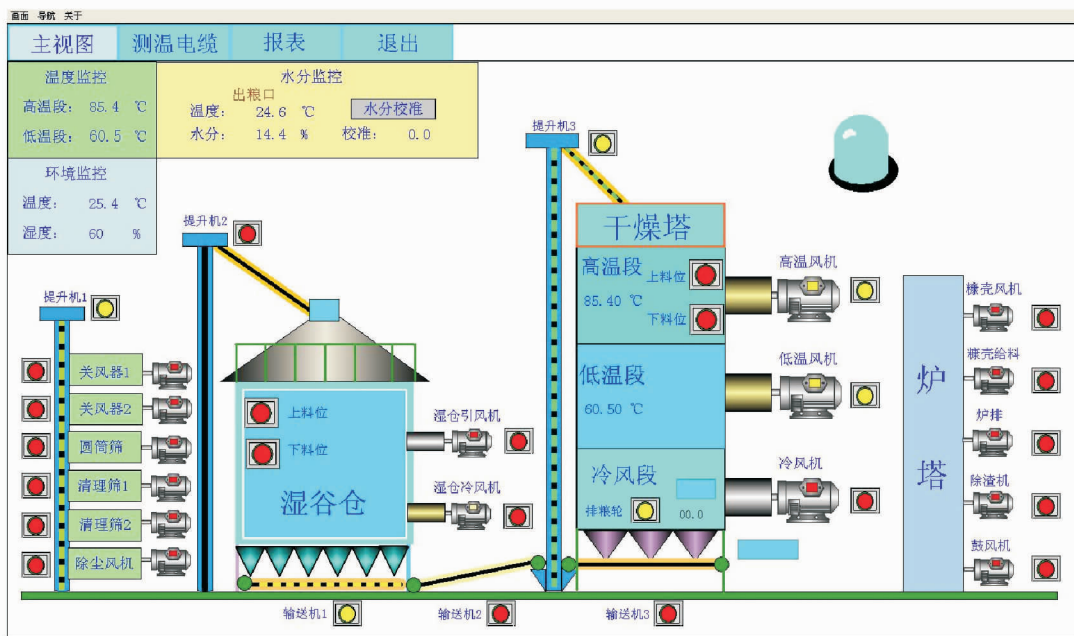 画面 导航 关于
主视图 测温电缆 报表 退出
温度监控
高温段: 85.4 ℃
低温段: 60.5 ℃
水分监控
出粮口
温度: 24.6 ℃ 水分校准
水分: 14.4 % 校准: 0.0
环境监控
温度: 25.4 ℃
湿度: 60 %
提升机1
提升机2
提升机3
关风器1
关风器2
圆筒筛
清理筛1
清理筛2
除尘风机
上料位
下料位
湿谷仓
湿仓引风机
湿仓冷风机
干燥塔
高温段 上料位
85.40 ℃
下料位
低温段
60.50 ℃
冷风段
排粮轮 00.0
高温风机
低温风机
冷风机
炉塔
糠壳风机
糠壳给料
炉排
除渣机
鼓风机
输送机1 输送机2 输送机3